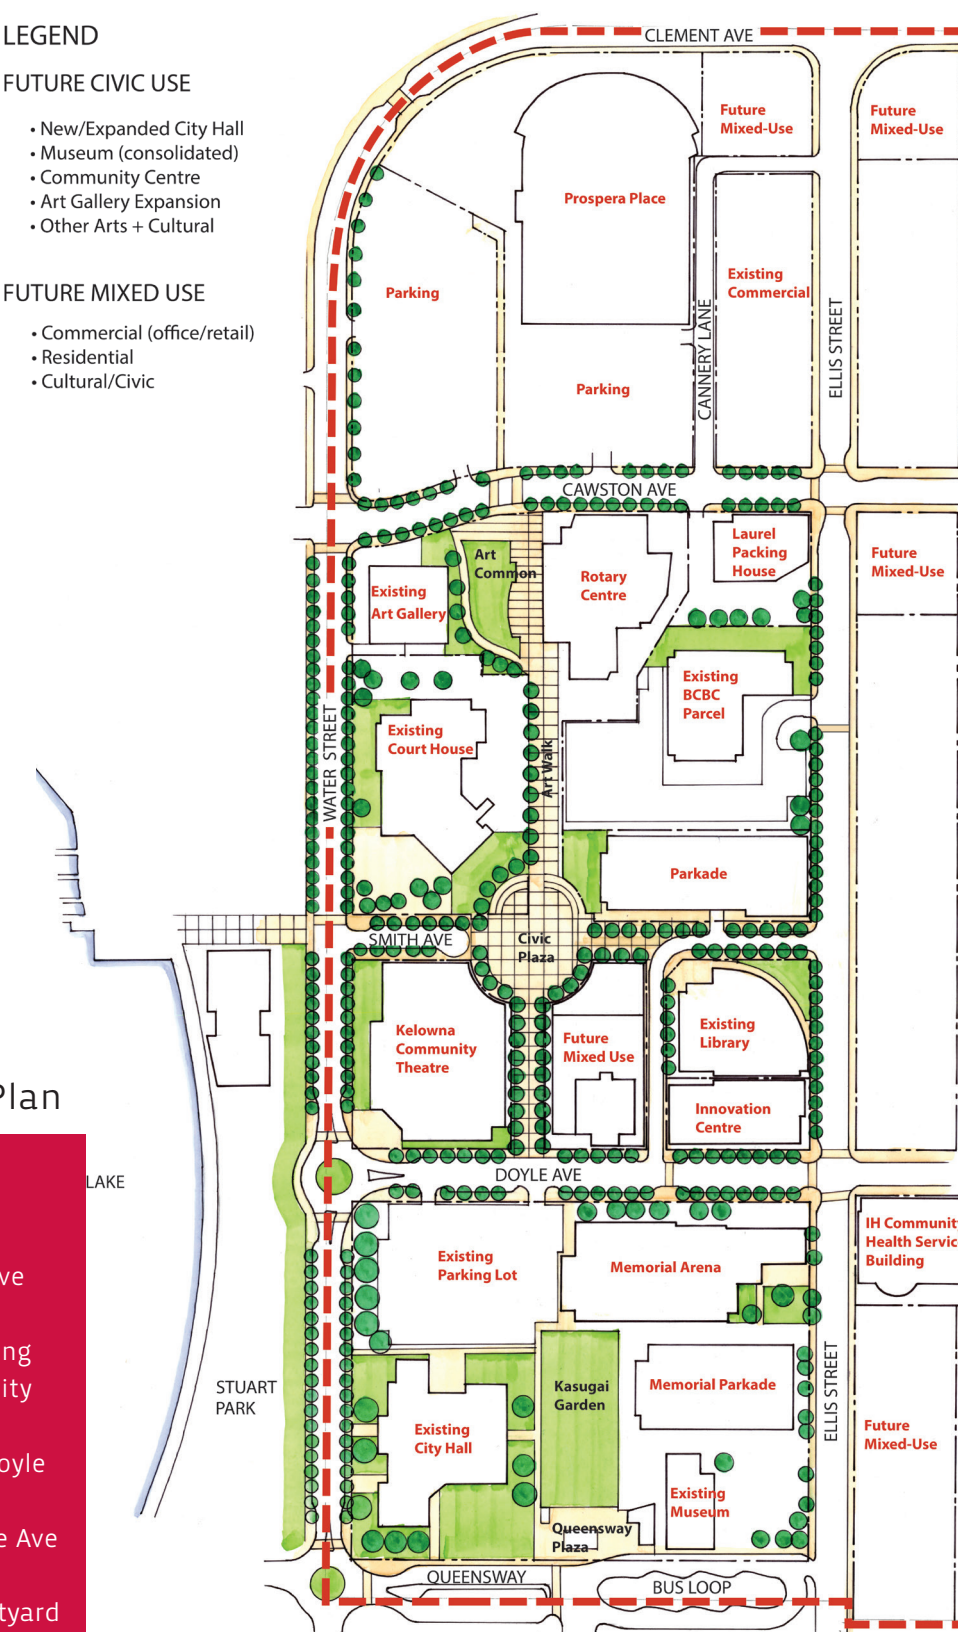 LEGEND
FUTURE CIVIC USE
• New/Expanded City Hall
• Museum (consolidated)
• Community Centre
• Art Gallery Expansion
• Other Arts + Cultural
FUTURE MIXED USE
• Commercial (office/retail)
• Residential
• Cultural/Civic
CLEMENT AVE
Future
Mixed-Use
Future
Mixed-Use
Prospera Place
Parking
Existing
Commercial
Parking
CANNERY LANE
ELLIS STREET
CAWSTON AVE
Art
Common
Existing
Art Gallery
Rotary
Centre
Laurel
Packing
House
Future
Mixed-Use
Existing
BCBC
Parcel
Existing
Court House
WATER STREET
Art Walk
Parkade
SMITH AVE
Civic
Plaza
Kelowna
Community
Theatre
Future
Mixed Use
Existing
Library
Innovation
Centre
Plan
LAKE
DOYLE AVE
Existing
Parking Lot
Memorial Arena
IH Community
Health Servic
Building
ve
ng
ity
oyle
e Ave
tyard
STUART
PARK
Kasugai
Garden
Memorial Parkade
ELLIS STREET
Existing
City Hall
Future
Mixed-Use
Existing
Museum
Queensway
Plaza
QUEENSWAY
BUS LOOP